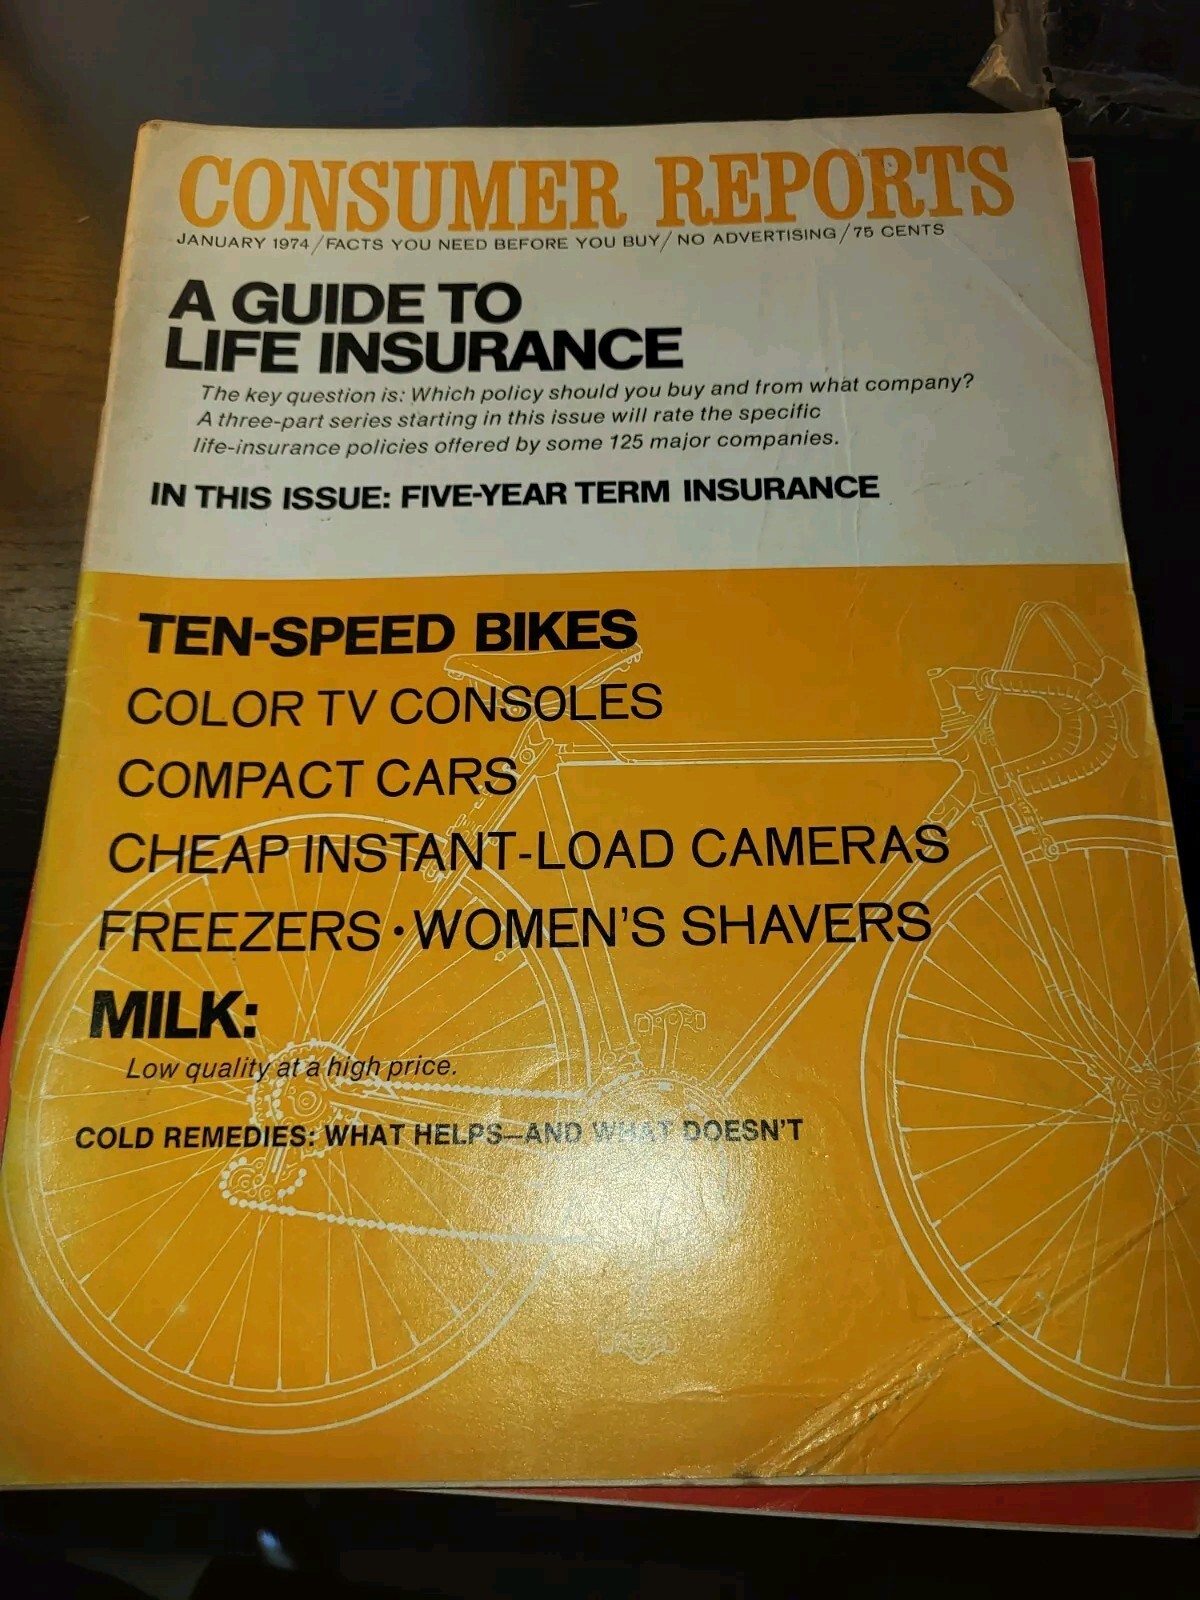 CONSUMER REPORTS
JANUARY 1974/FACTS YOU NEED BEFORE YOU BUY/NO ADVERTISING/75 CENTS
A GUIDE TO
LIFE INSURANCE
The key question is: Which policy should you buy and from what company?
A three-part series starting in this issue will rate the specific
life-insurance policies offered by some 125 major companies.
IN THIS ISSUE: FIVE-YEAR TERM INSURANCE
TEN-SPEED BIKES
COLOR TV CONSOLES
COMPACT CARS
CHEAP INSTANT-LOAD CAMERAS
FREEZERS · WOMEN'S SHAVERS
MILK:
Low quality at a high price.
COLD REMEDIES: WHAT HELPS—AND WHAT DOESN'T